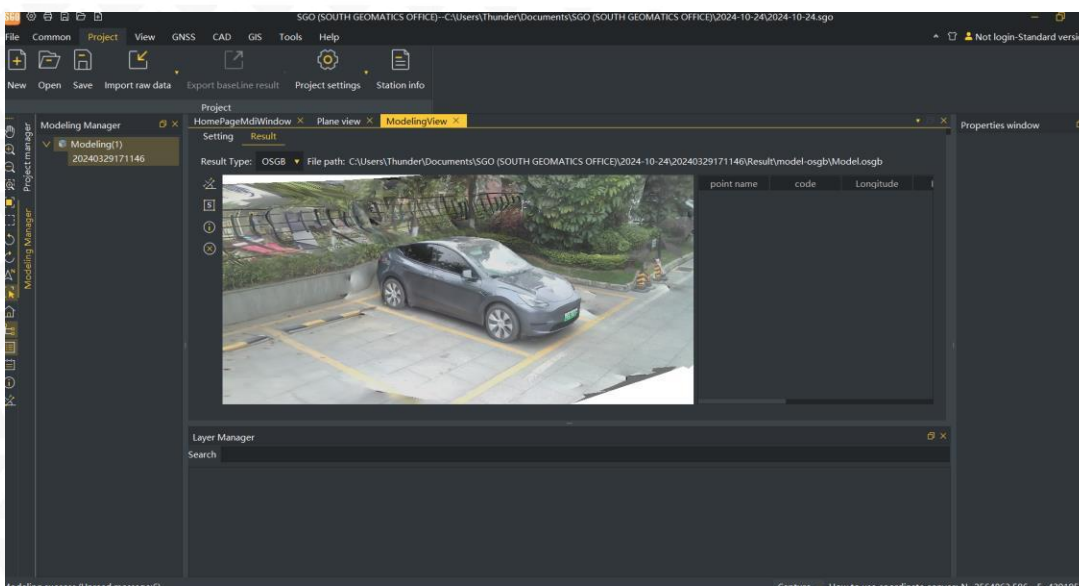 SGO
SGO (SOUTH GEOMATICS OFFICE)--C:\Users\Thunder\Documents\SGO (SOUTH GEOMATICS OFFICE)\2024-10-24\2024-10-24.sgo
File Common Project View GNSS CAD GIS Tools Help
Not login-Standard versi
New Open Save Import raw data Export baseLine result Project settings Station info
Project
Project manager
Modeling Manager
Modeling Manager
Modeling(1)
20240329171146
HomePageMdiWindow Plane view ModelingView
Setting Result
Result Type: OSGB File path: C:\Users\Thunder\Documents\SGO (SOUTH GEOMATICS OFFICE)\2024-10-24\20240329171146\Result\model-osgb\Model.osgb
S
point name code Longitude
Properties window
Layer Manager
Search